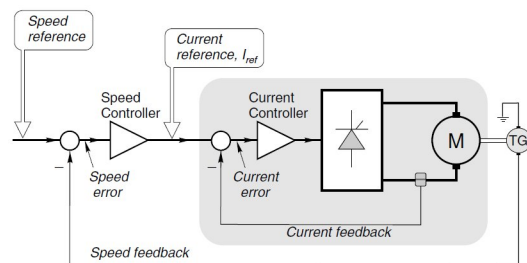 Speed
reference
Current
reference, I_ref
Speed
Controller
Current
Controller
M
TG
–
Speed
error
–
Current
error
Current feedback
Speed feedback